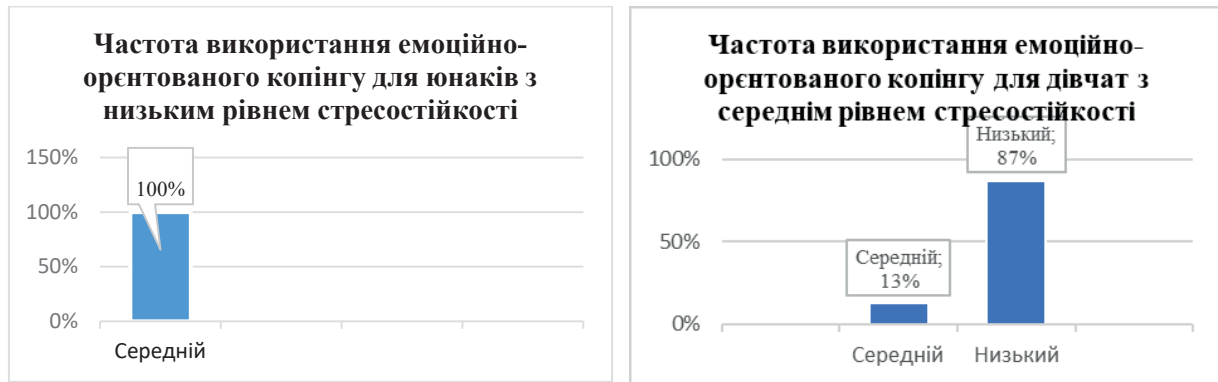 Частота використання емоційно-
орєнтованого копінгу для юнаків з
низьким рівнем стресостійкості
150%
100%
100%
50%
0%
Середній
Частота використання емоційно-
орєнтованого копінгу для дівчат з
середнім рівнем стресостійкості
Низький;
87%
100%
50%
Середній;
13%
0%
Середній
Низький